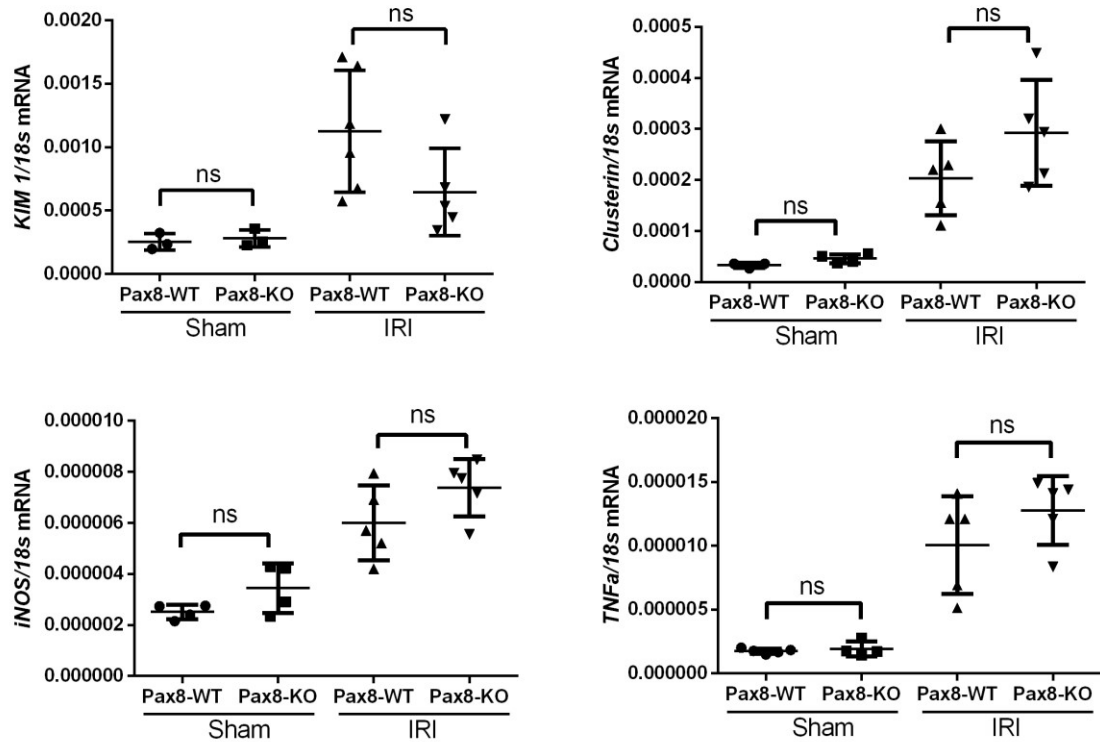 KIM 1/18s mRNA
0.0020
0.0015
0.0010
0.0005
0.0000
ns
ns
Pax8-WT Pax8-KO Pax8-WT Pax8-KO
Sham IRI
Clusterin/18s mRNA
0.0005
0.0004
0.0003
0.0002
0.0001
0.0000
ns
ns
Pax8-WT Pax8-KO Pax8-WT Pax8-KO
Sham IRI
iNOS/18s mRNA
0.000010
0.000008
0.000006
0.000004
0.000002
0.000000
ns
ns
Pax8-WT Pax8-KO Pax8-WT Pax8-KO
Sham IRI
TNFa/18s mRNA
0.000020
0.000015
0.000010
0.000005
0.000000
ns
ns
Pax8-WT Pax8-KO Pax8-WT Pax8-KO
Sham IRI